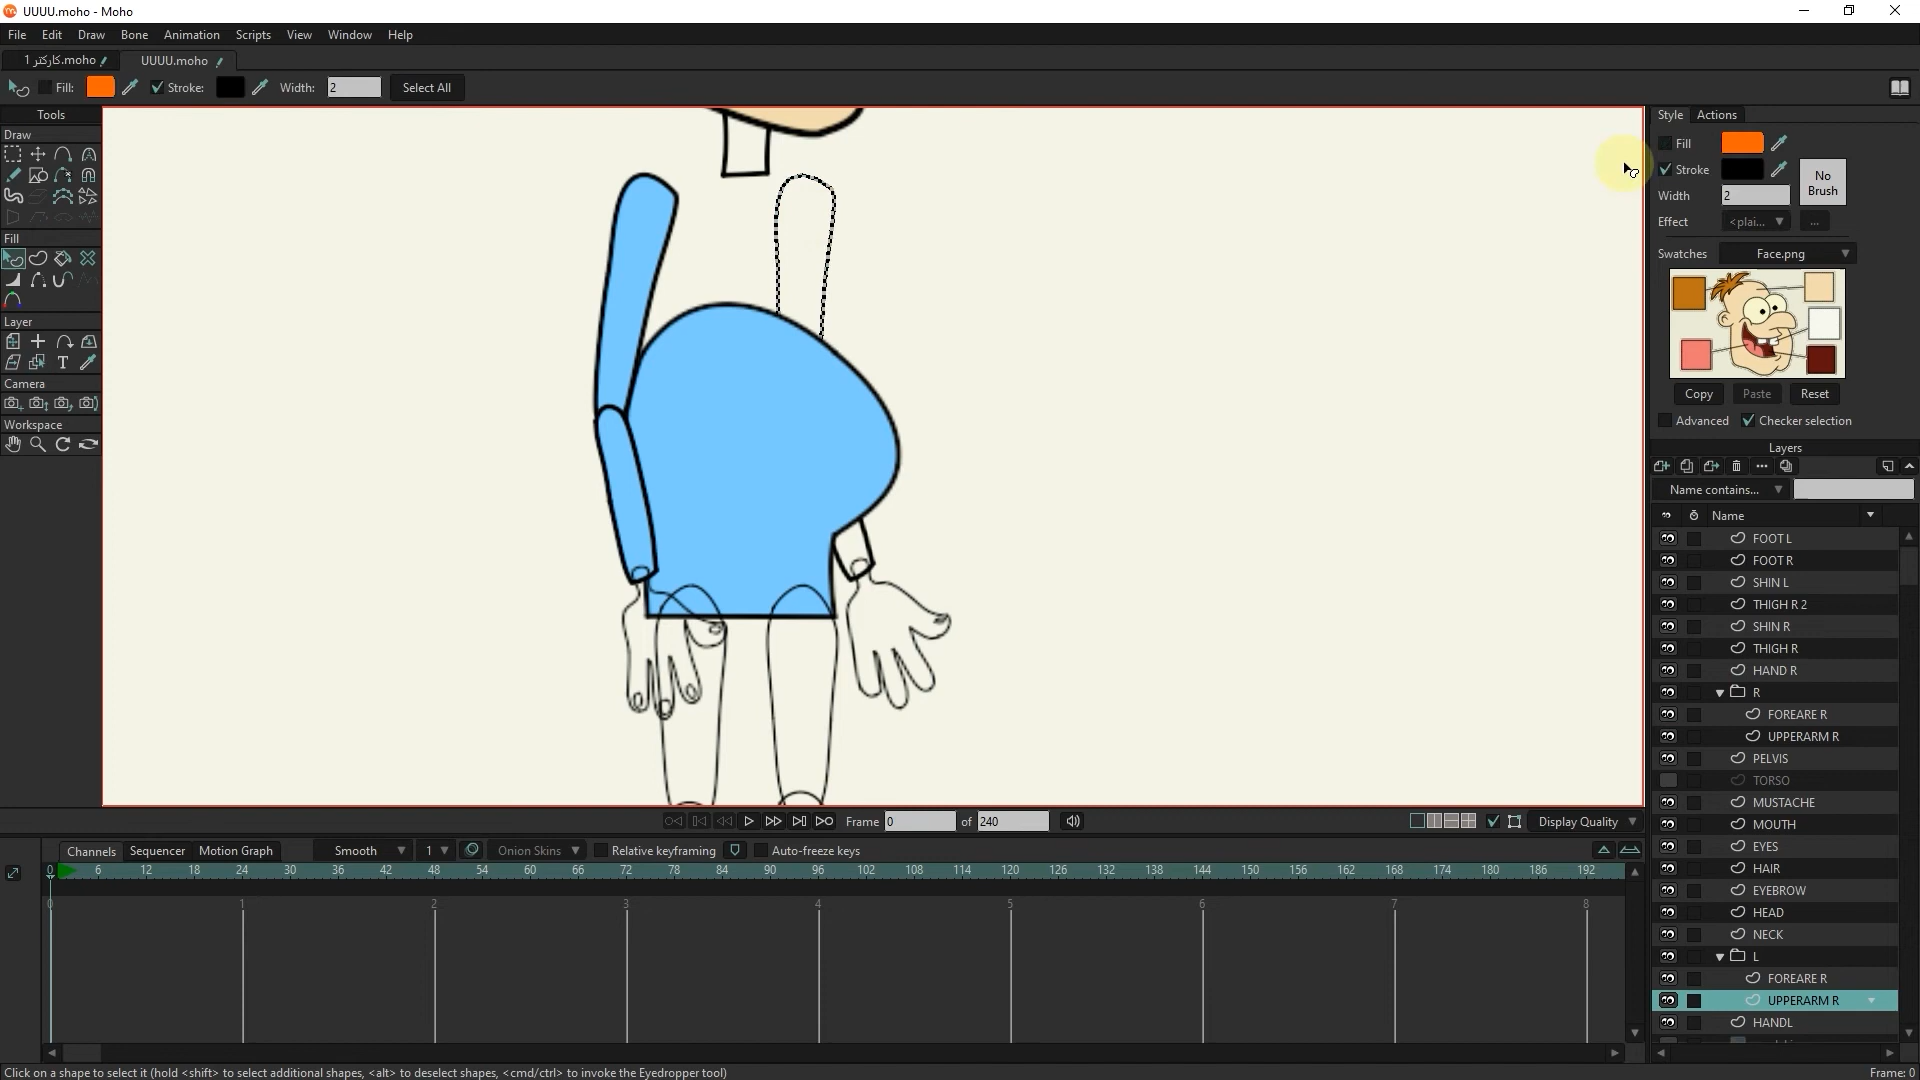 UUUU.moho - Moho
File Edit Draw Bone Animation Scripts View Window Help
کارکتر 1.moho UUUU.moho
Fill: Stroke: Width: 2 Select All
Tools
Draw
Fill
Layer
Camera
Workspace
Style Actions
Fill
Stroke
No Brush
Width 2
Effect <plai... ...
Swatches Face.png
Copy Paste Reset
Advanced Checker selection
Layers
Name contains...
Name
FOOT L
FOOT R
SHIN L
THIGH R 2
SHIN R
THIGH R
HAND R
R
FOREARE R
UPPERARM R
PELVIS
TORSO
MUSTACHE
MOUTH
EYES
HAIR
EYEBROW
HEAD
NECK
L
FOREARE R
UPPERARM R
HANDL
Frame 0 of 240 Display Quality
Channels Sequencer Motion Graph Smooth 1 Onion Skins Relative keyframing Auto-freeze keys
0 6 12 18 24 30 36 42 48 54 60 66 72 78 84 90 96 102 108 114 120 126 132 138 144 150 156 162 168 174 180 186 192
0 1 2 3 4 5 6 7 8
Click on a shape to select it (hold <shift> to select additional shapes, <alt> to deselect shapes, <cmd/ctrl> to invoke the Eyedropper tool) Frame: 0